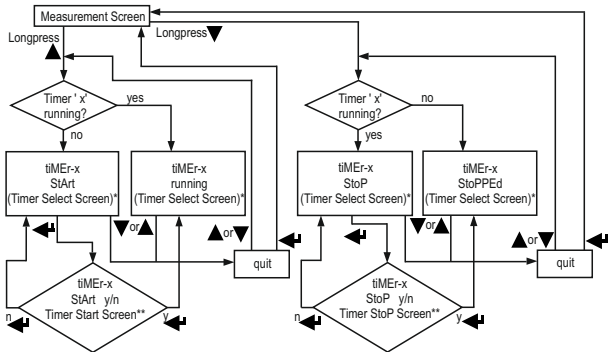 Measurement Screen
Longpress
Longpress
Timer ' x'
running?
yes
no
tiMEr-x
StArt
(Timer Select Screen)*
tiMEr-x
running
(Timer Select Screen)*
or
or
quit
tiMEr-x
StArt y/n
Timer Start Screen**
n
y
Timer ' x'
running?
no
yes
tiMEr-x
StoP
(Timer Select Screen)*
tiMEr-x
StoPPEd
(Timer Select Screen)*
or
or
quit
tiMEr-x
StoP y/n
Timer StoP Screen**
n
y